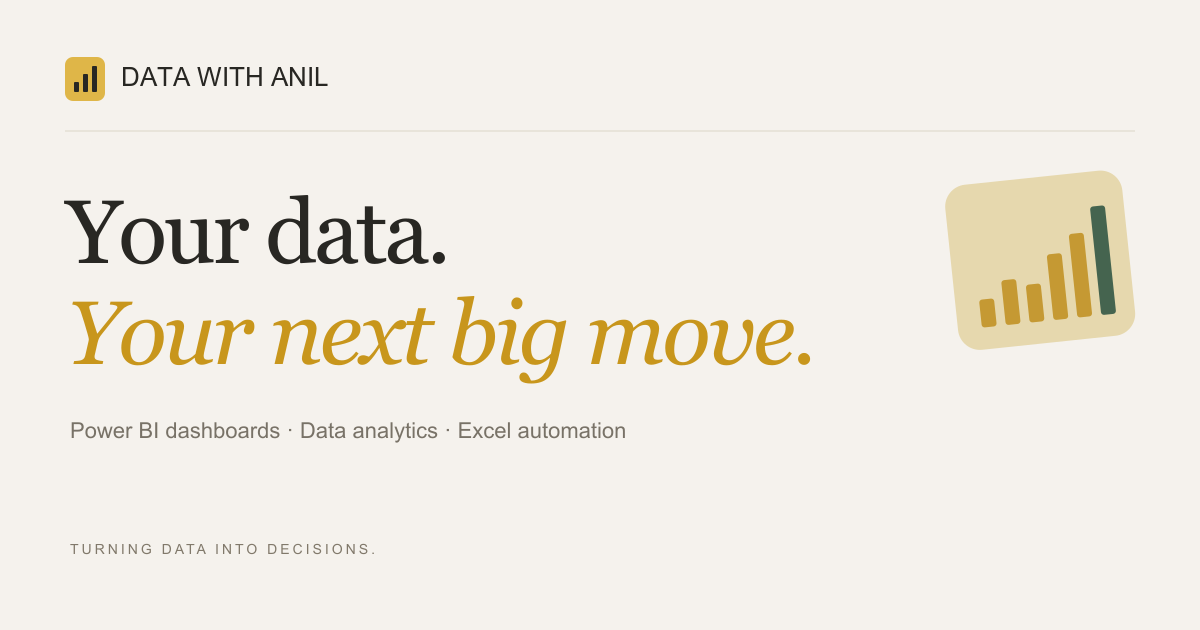 DATA WITH ANIL
Your data.
Your next big move.
Power BI dashboards · Data analytics · Excel automation
TURNING DATA INTO DECISIONS.